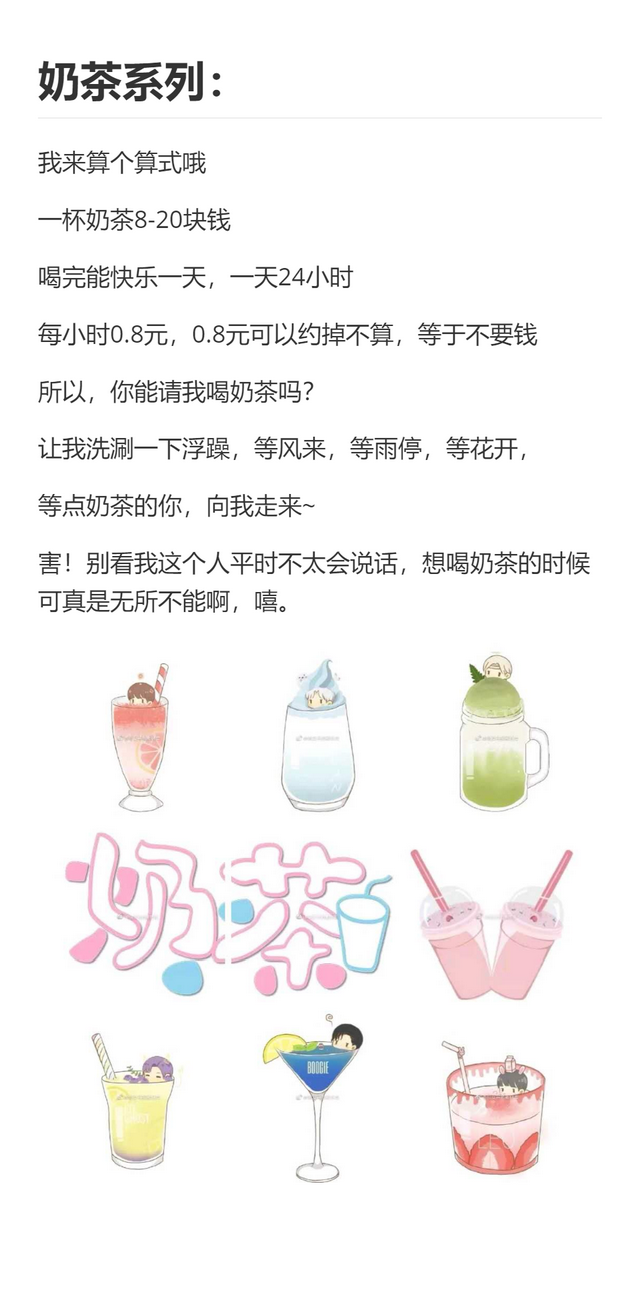 奶茶系列：
我来算个算式哦
一杯奶茶8-20块钱
喝完能快乐一天，一天24小时
每小时0.8元，0.8元可以约掉不算，等于不要钱
所以，你能请我喝奶茶吗？
让我洗涮一下浮躁，等风来，等雨停，等花开，
等点奶茶的你，向我走来~
害！别看我这个人平时不太会说话，想喝奶茶的时候
可真是无所不能啊，嘻。
奶茶
BOOGIE